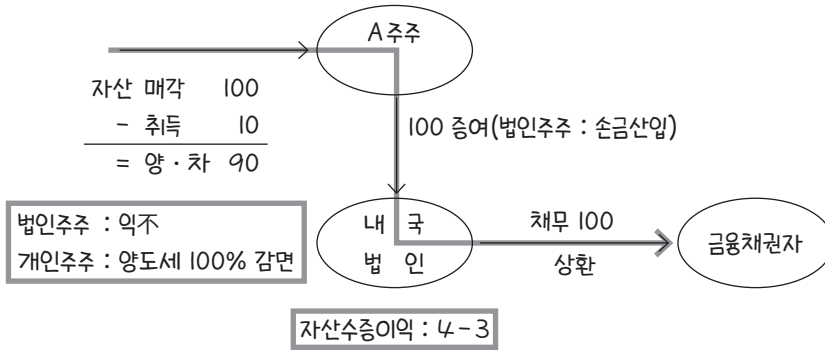 A주주
자산 매각 100
- 취득 10
= 양·차 90
100 증여(법인주주 : 손금산입)
법인주주 : 익不
개인주주 : 양도세 100% 감면
내 국
법 인
채무 100
상환
금융채권자
자산수증이익 : 4-3